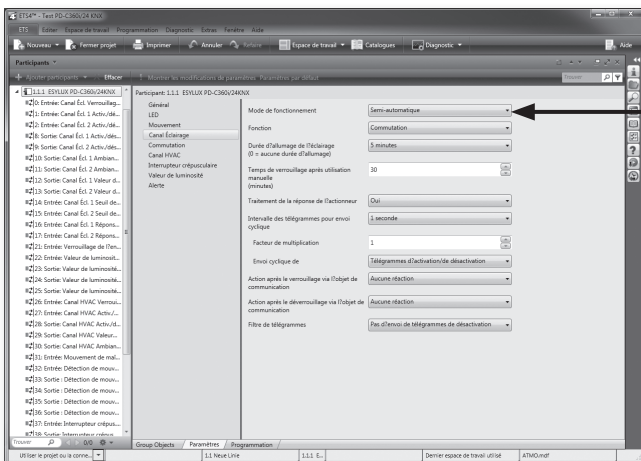 ETS4™ - Test PD-C360i/24 KNX
ETS Editer Espace de travail Programmation Diagnostic Extras Fenêtre Aide
Nouveau Fermer projet Imprimer Annuler Refaire Espace de travail Catalogues Diagnostic Aide
Participants
Ajouter participants Effacer Montrer les modifications de paramètres Paramètres par défaut Trouver
1.1.1 ESYLUX PD-C360i/24KNX
0: Entrée: Canal Écl. Verrouillag...
1: Entrée: Canal Écl. 1 Activ./dé...
2: Entrée: Canal Écl. 2 Activ./dé...
8: Sortie: Canal Écl. 1 Activ./dés...
9: Sortie: Canal Écl. 2 Activ./dés...
10: Sortie: Canal Écl. 1 Ambian...
11: Sortie: Canal Écl. 2 Ambian...
12: Sortie: Canal Écl. 1 Valeur d...
13: Sortie: Canal Écl. 2 Valeur d...
14: Entrée: Canal Écl. 1 Seuil de...
15: Entrée: Canal Écl. 2 Seuil de...
16: Entrée: Canal Écl. 1 Répons...
17: Entrée: Canal Écl. 2 Répons...
21: Entrée: Verrouillage de l?én...
22: Entrée: Valeur de luminosit...
23: Sortie: Valeur de luminosité...
24: Sortie: Valeur de luminosité...
25: Sortie: Valeur de luminosité...
26: Entrée: Canal HVAC Verroui...
27: Entrée: Canal HVAC Activ./...
28: Sortie: Canal HVAC Activ./d...
29: Sortie: Canal HVAC Valeur...
30: Sortie: Canal HVAC Ambian...
31: Entrée: Mouvement de maî...
32: Entrée: Détection de mouv...
33: Sortie : Détection de mouv...
34: Sortie : Détection de mouv...
35: Sortie : Détection de mouv...
36: Sortie : Détection de mouv...
37: Entrée: Interrupteur crépus...
38: Sortie: Interrupteur crépus...
Trouver 0/0
Participant: 1.1.1 ESYLUX PD-C360i/24KNX
Général
LED
Mouvement
Canal Éclairage
Commutation
Canal HVAC
Interrupteur crépusculaire
Valeur de luminosité
Alerte
Mode de fonctionnement Semi-automatique
Fonction Commutation
Durée d?allumage de l?éclairage
(0 = aucune durée d?allumage) 5 minutes
Temps de verrouillage après utilisation
manuelle
(minutes) 30
Traitement de la réponse de l?actionneur Oui
Intervalle des télégrammes pour envoi
cyclique 1 seconde
Facteur de multiplication 1
Envoi cyclique de Télégrammes d?activation/de désactivation
Action après le verrouillage via l?objet de
communication Aucune réaction
Action après le déverrouillage via l?objet de
communication Aucune réaction
Filtre de télégrammes Pas d?envoi de télégrammes de désactivation
Group Objects Paramètres Programmation
Utiliser le projet ou la conne... 1.1 Neue Linie 1.1.1 E... Dernier espace de travail utilisé ATMO.mdf